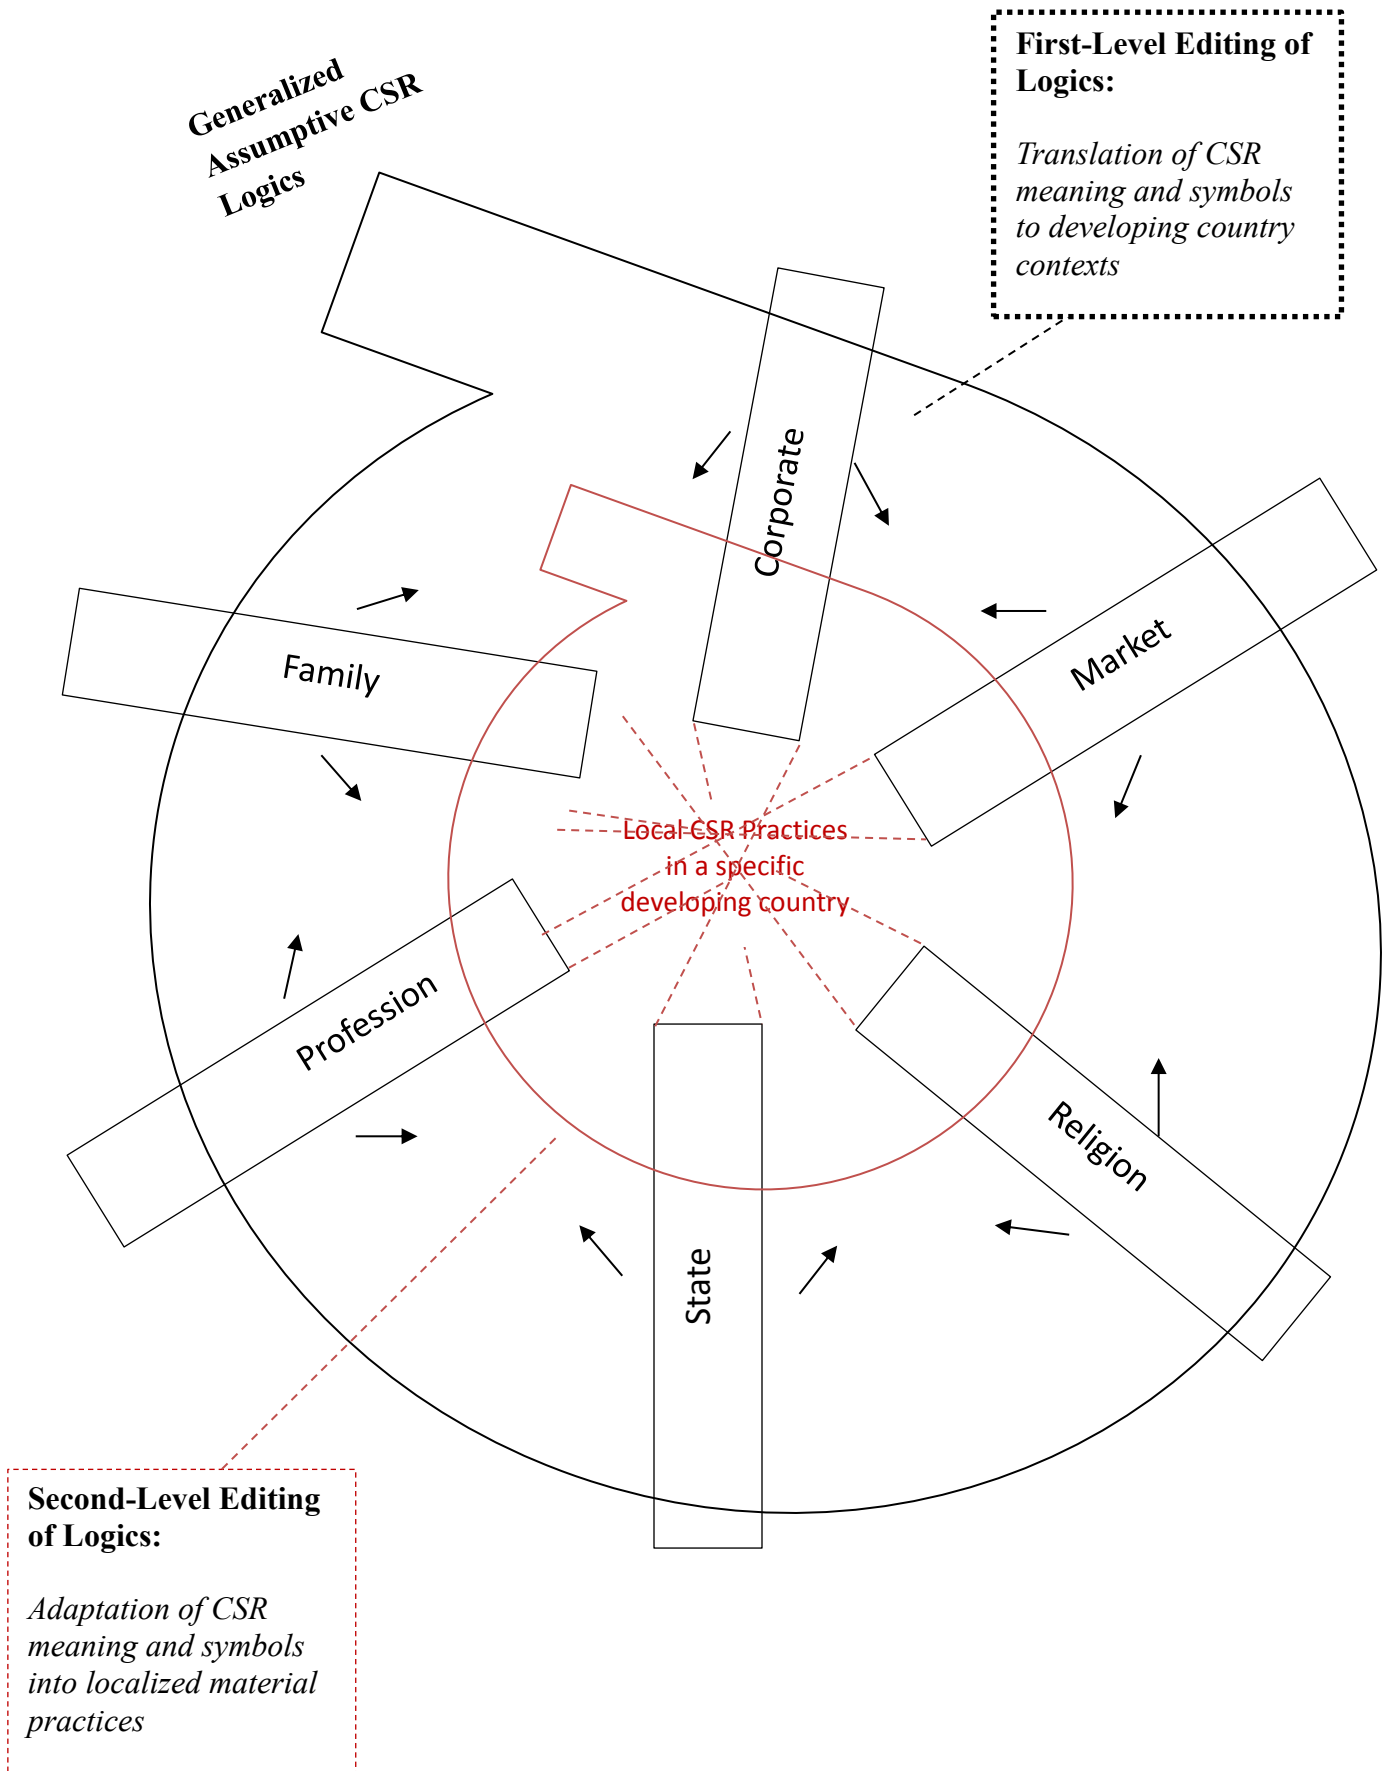 Generalized
Assumptive CSR
Logics
First-Level Editing of
Logics:
Translation of CSR
meaning and symbols
to developing country
contexts
Corporate
Market
Family
Local CSR Practices
in a specific
developing country
Profession
Religion
State
Second-Level Editing
of Logics:
Adaptation of CSR
meaning and symbols
into localized material
practices